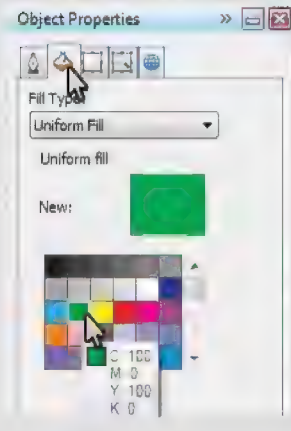 Object Properties »
Fill Type
Uniform Fill
Uniform fill
New:
C 100
M 0
Y 100
K 0